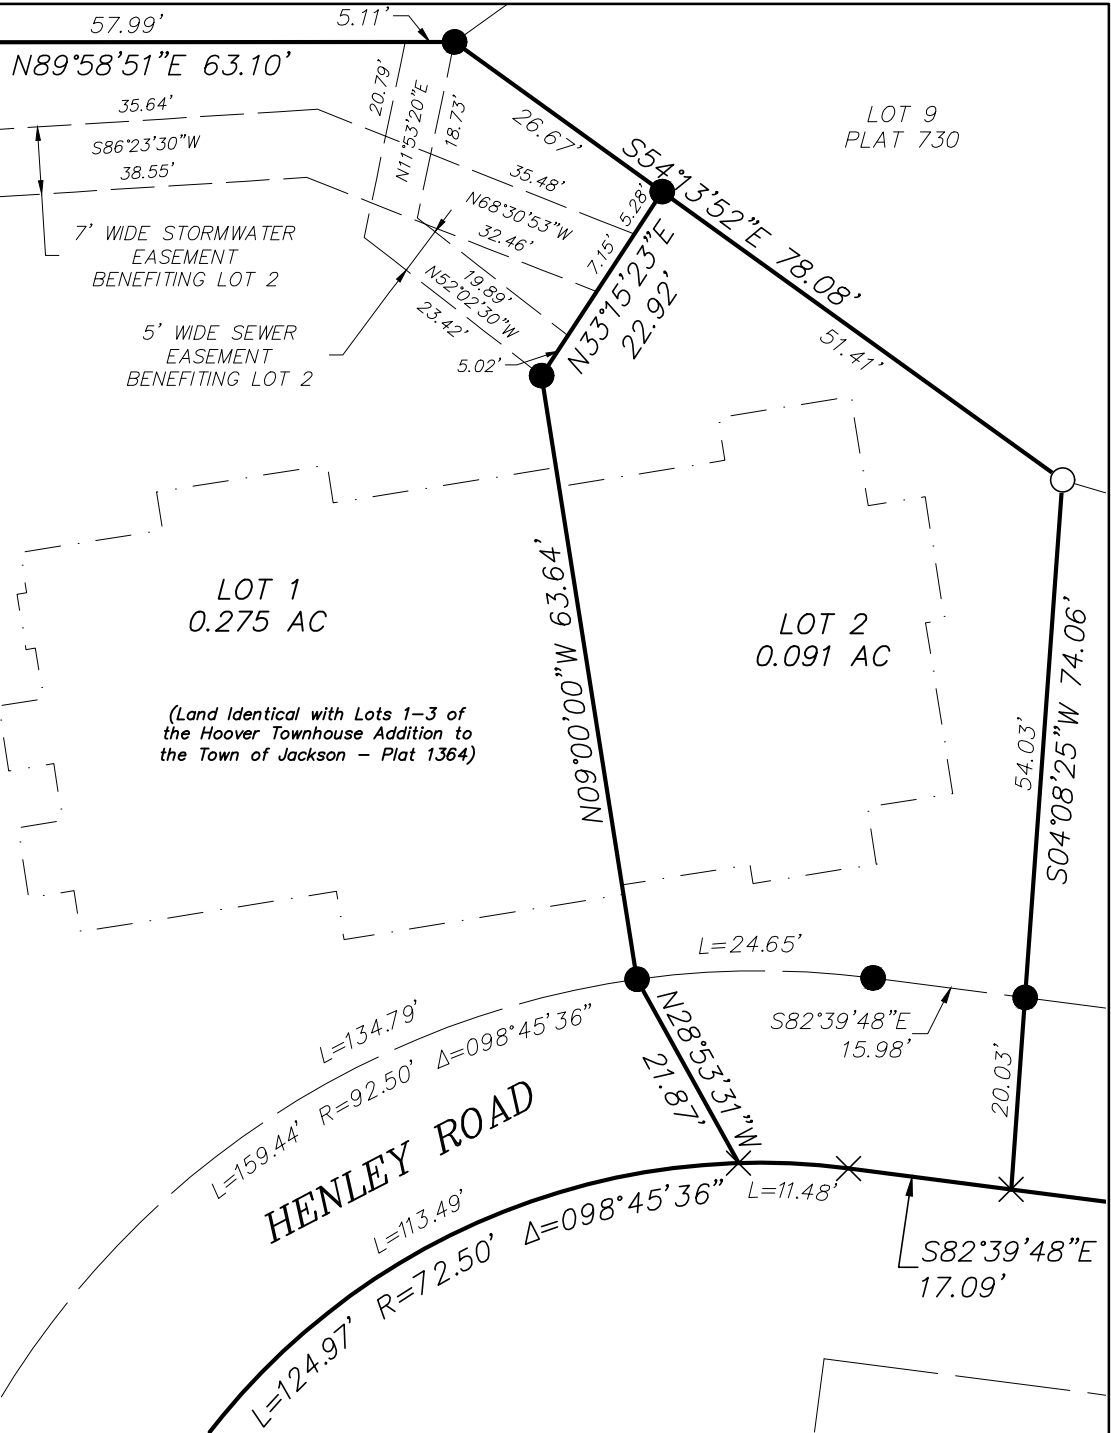 57.99'
5.11'
N89°58'51"E 63.10'
35.64'
S86°23'30"W
38.55'
20.79'
N11°53'20"E
18.73'
26.67'
S54°13'52"E 78.08'
51.41'
LOT 9
PLAT 730
35.48'
N68°30'53"W
32.46'
5.28'
7.15'
N33°15'23"E
22.92'
19.89'
N52°02'30"W
23.42'
5.02'
7' WIDE STORMWATER
EASEMENT
BENEFITING LOT 2
5' WIDE SEWER
EASEMENT
BENEFITING LOT 2
LOT 1
0.275 AC
(Land Identical with Lots 1-3 of
the Hoover Townhouse Addition to
the Town of Jackson - Plat 1364)
N09°00'00"W 63.64'
LOT 2
0.091 AC
54.03'
S04°08'25"W 74.06'
L=24.65'
S82°39'48"E
15.98'
20.03'
N28°53'31"W
21.87'
L=134.79'
L=159.44' R=92.50' Δ=098°45'36"
HENLEY ROAD
L=113.49'
L=124.97' R=72.50' Δ=098°45'36"
L=11.48'
S82°39'48"E
17.09'